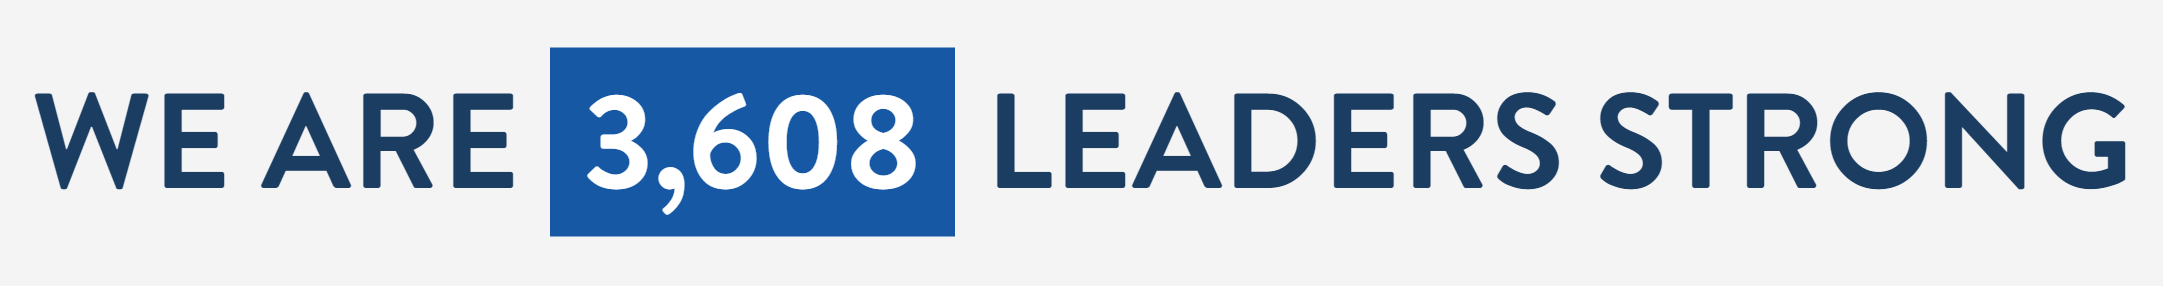 WE ARE 3,608 LEADERS STRONG